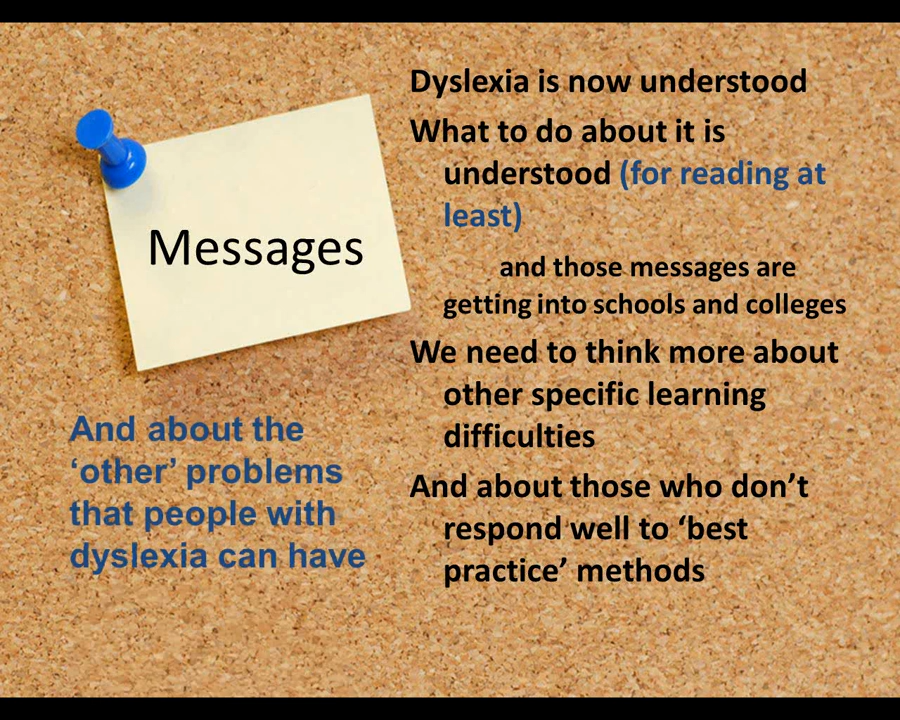 Messages
Dyslexia is now understood
What to do about it is
understood (for reading at
least)
and those messages are
getting into schools and colleges
We need to think more about
other specific learning
difficulties
And about those who don’t
respond well to ‘best
practice’ methods
And about the
‘other’ problems
that people with
dyslexia can have